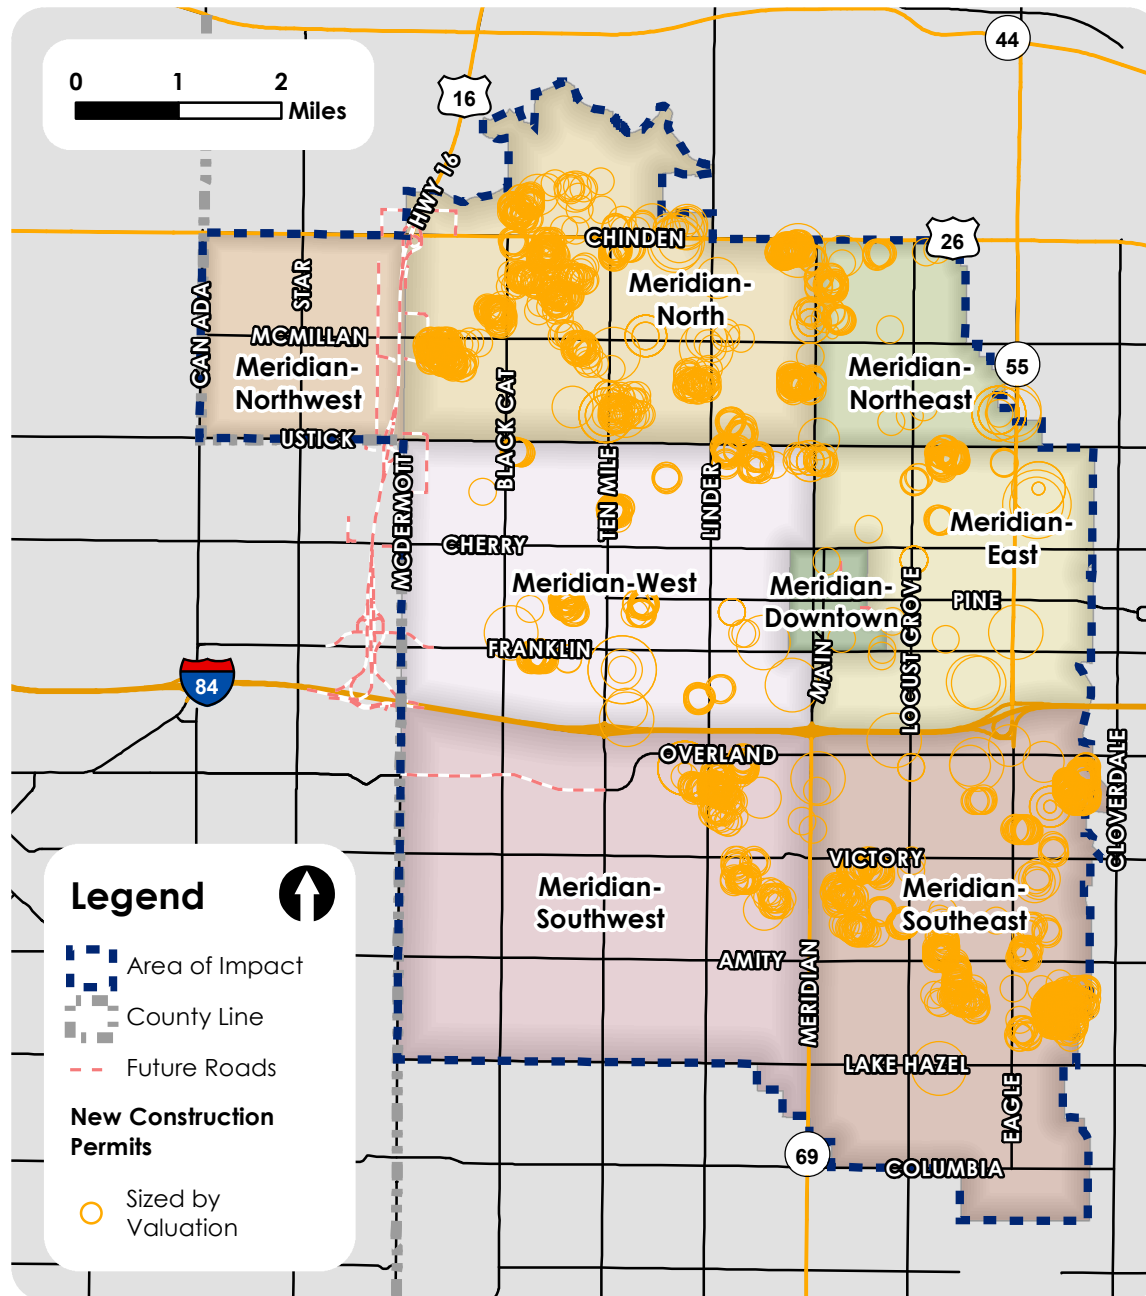 44
0 1 2
Miles
16
HWY 16
CHINDEN
26
CAN ADA
STAR
Meridian-
North
MCMILLAN
Meridian-
Northwest
BLACK CAT
Meridian-
Northeast
55
USTICK
MCDERMOTT
TEN MILE
LINDER
CHERRY
Meridian-
East
Meridian-West
Meridian-
Downtown
PINE
LOCUST GROVE
FRANKLIN
MAIN
84
OVERLAND
CLOVERDALE
VICTORY
Meridian-
Southwest
Meridian-
Southeast
AMITY
MERIDIAN
LAKE HAZEL
EAGLE
69
COLUMBIA
Legend
Area of Impact
County Line
Future Roads
New Construction
Permits
Sized by
Valuation